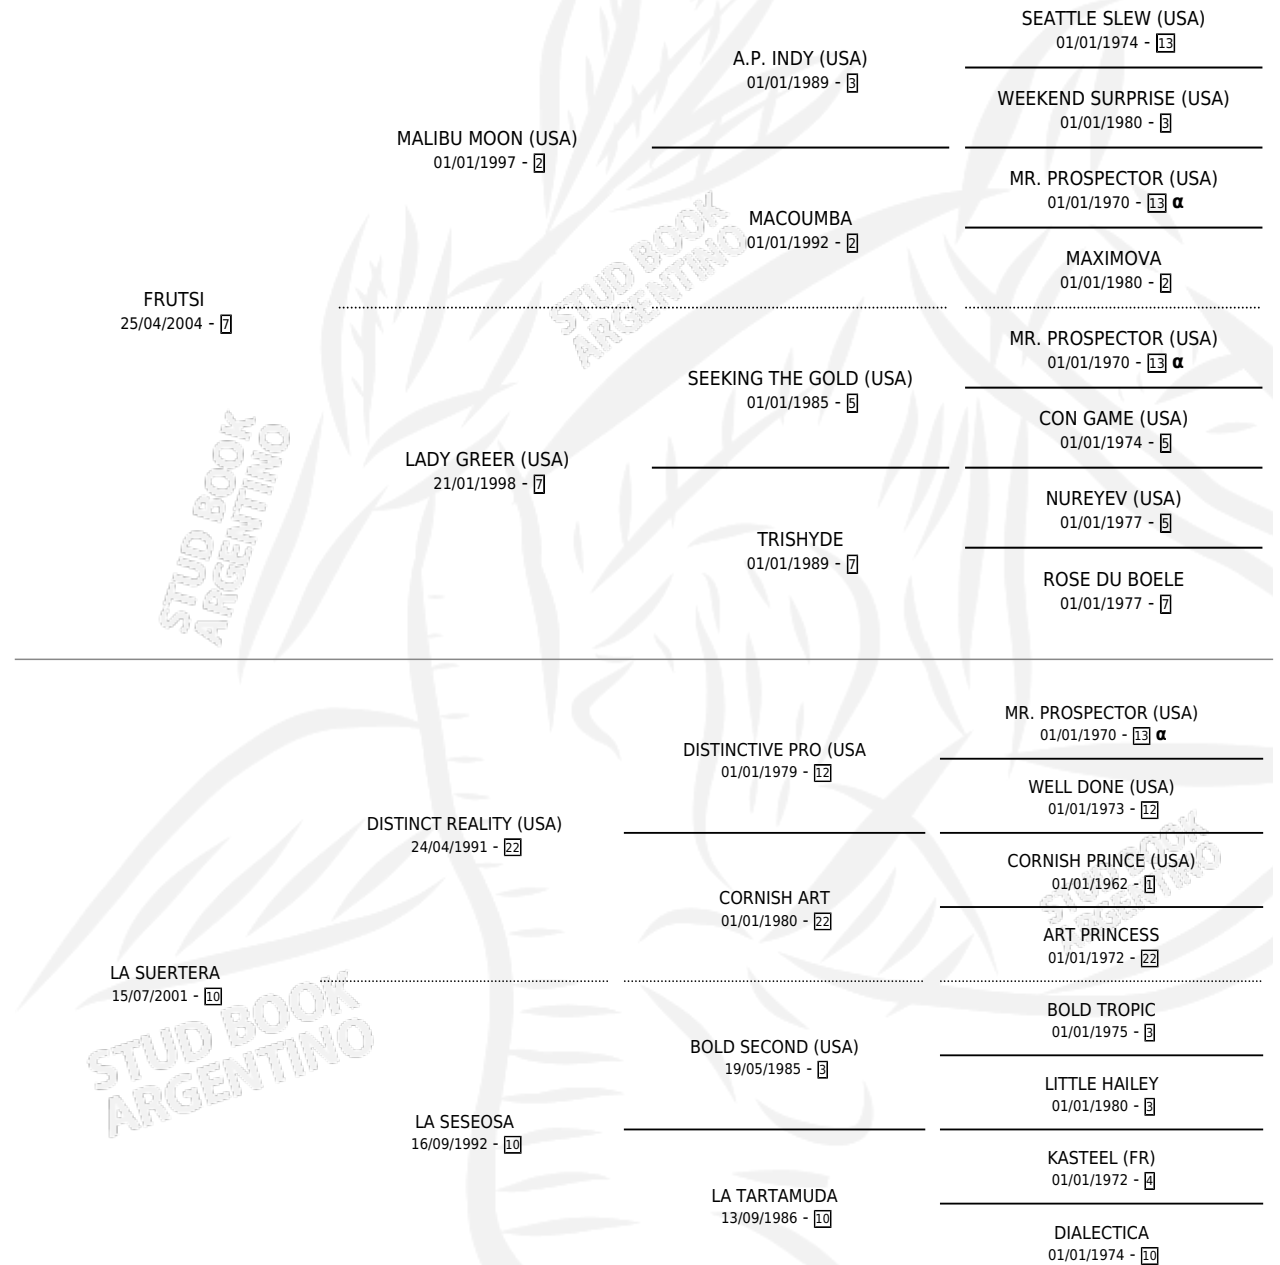 SEATTLE SLEW (USA)
01/01/1974 - 13
A.P. INDY (USA)
01/01/1989 - 3
WEEKEND SURPRISE (USA)
01/01/1980 - 3
MALIBU MOON (USA)
01/01/1997 - 2
MR. PROSPECTOR (USA)
01/01/1970 - 13 α
MACOUMBA
01/01/1992 - 2
MAXIMOVA
01/01/1980 - 2
FRUTSI
25/04/2004 - 7
MR. PROSPECTOR (USA)
01/01/1970 - 13 α
SEEKING THE GOLD (USA)
01/01/1985 - 5
CON GAME (USA)
01/01/1974 - 5
LADY GREER (USA)
21/01/1998 - 7
NUREYEV (USA)
01/01/1977 - 5
TRISHYDE
01/01/1989 - 7
ROSE DU BOELE
01/01/1977 - 7
STUD BOOK
ARGENTINO
STUD BOOK
ARGENTINO
MR. PROSPECTOR (USA)
01/01/1970 - 13 α
DISTINCTIVE PRO (USA
01/01/1979 - 12
WELL DONE (USA)
01/01/1973 - 12
DISTINCT REALITY (USA)
24/04/1991 - 22
CORNISH PRINCE (USA)
01/01/1962 - 1
CORNISH ART
01/01/1980 - 22
ART PRINCESS
01/01/1972 - 22
LA SUERTERA
15/07/2001 - 10
BOLD TROPIC
01/01/1975 - 3
BOLD SECOND (USA)
19/05/1985 - 3
LITTLE HAILEY
01/01/1980 - 3
LA SESEOSA
16/09/1992 - 10
KASTEEL (FR)
01/01/1972 - 4
LA TARTAMUDA
13/09/1986 - 10
DIALECTICA
01/01/1974 - 10
STUD BOOK
ARGENTINO
STUD BOOK
ARGENTINO